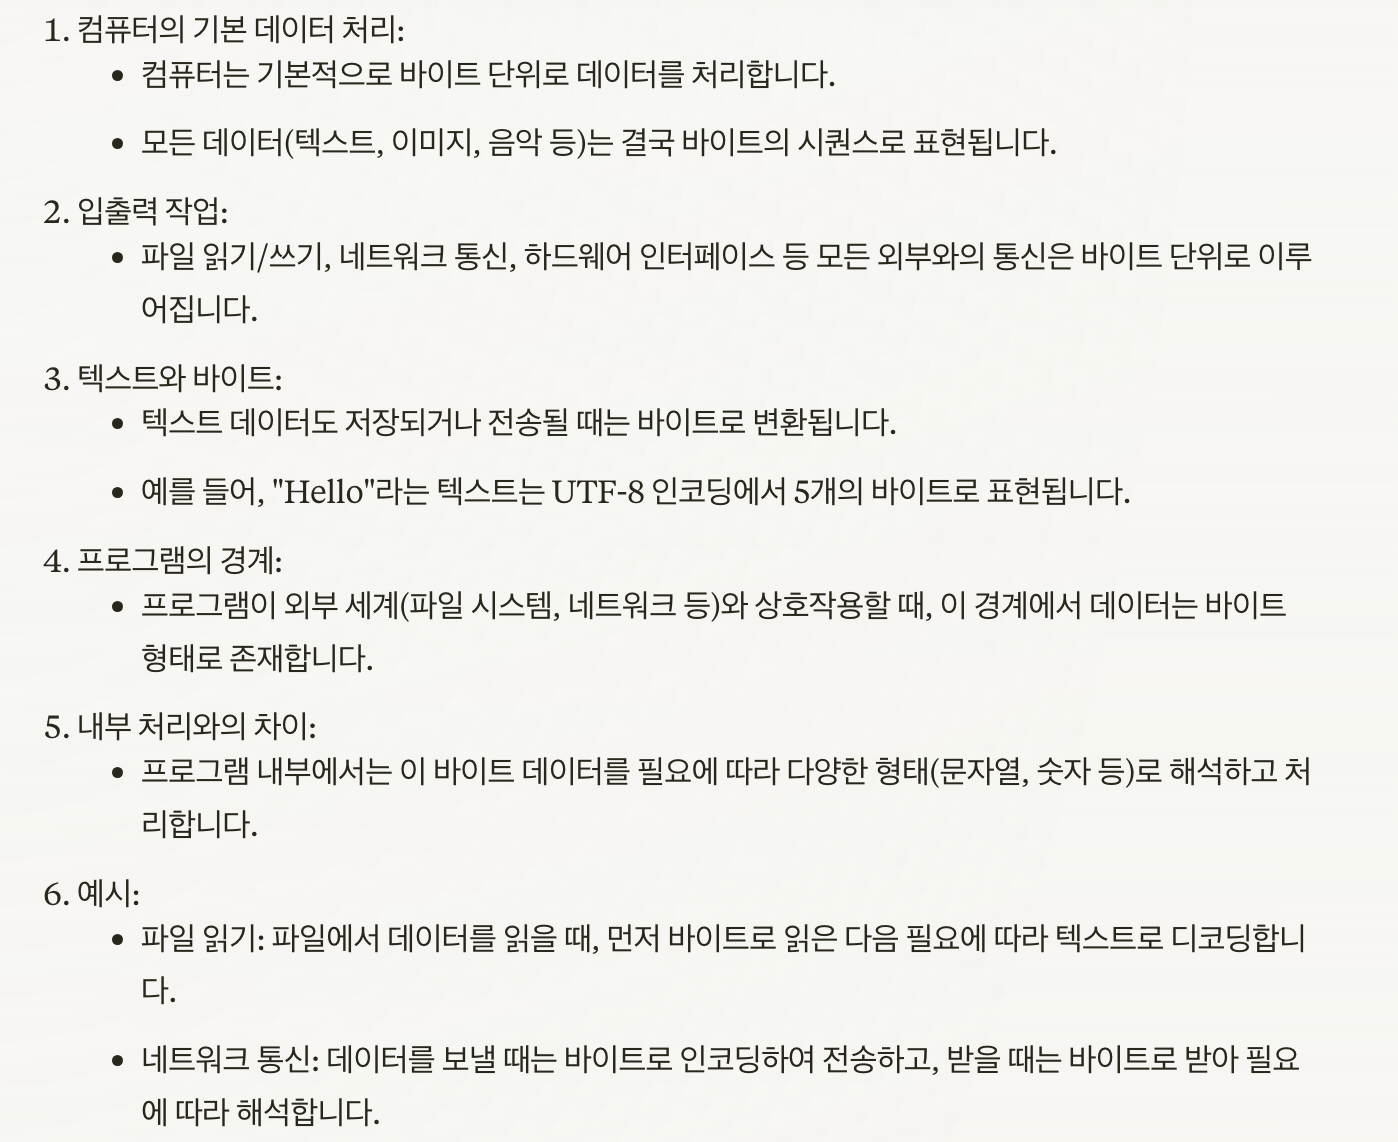 1. 컴퓨터의 기본 데이터 처리:
• 컴퓨터는 기본적으로 바이트 단위로 데이터를 처리합니다.
• 모든 데이터(텍스트, 이미지, 음악 등)는 결국 바이트의 시퀀스로 표현됩니다.
2. 입출력 작업:
• 파일 읽기/쓰기, 네트워크 통신, 하드웨어 인터페이스 등 모든 외부와의 통신은 바이트 단위로 이루
어집니다.
3. 텍스트와 바이트:
• 텍스트 데이터도 저장되거나 전송될 때는 바이트로 변환됩니다.
• 예를 들어, "Hello"라는 텍스트는 UTF-8 인코딩에서 5개의 바이트로 표현됩니다.
4. 프로그램의 경계:
• 프로그램이 외부 세계(파일 시스템, 네트워크 등)와 상호작용할 때, 이 경계에서 데이터는 바이트
형태로 존재합니다.
5. 내부 처리와의 차이:
• 프로그램 내부에서는 이 바이트 데이터를 필요에 따라 다양한 형태(문자열, 숫자 등)로 해석하고 처
리합니다.
6. 예시:
• 파일 읽기: 파일에서 데이터를 읽을 때, 먼저 바이트로 읽은 다음 필요에 따라 텍스트로 디코딩합니
다.
• 네트워크 통신: 데이터를 보낼 때는 바이트로 인코딩하여 전송하고, 받을 때는 바이트로 받아 필요
에 따라 해석합니다.